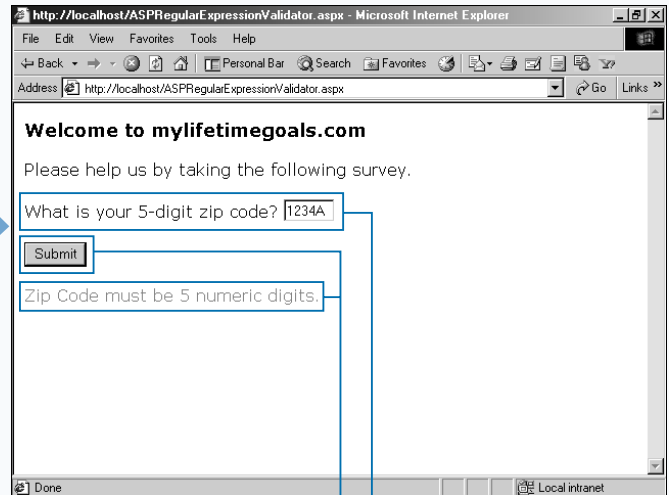 http://localhost/ASPRegularExpressionValidator.aspx - Microsoft Internet Explorer
File Edit View Favorites Tools Help
Back Personal Bar Search Favorites
Address http://localhost/ASPRegularExpressionValidator.aspx Go Links »
Welcome to mylifetimegoals.com
Please help us by taking the following survey.
What is your 5-digit zip code? 1234A
Submit
Zip Code must be 5 numeric digits.
Done Local intranet